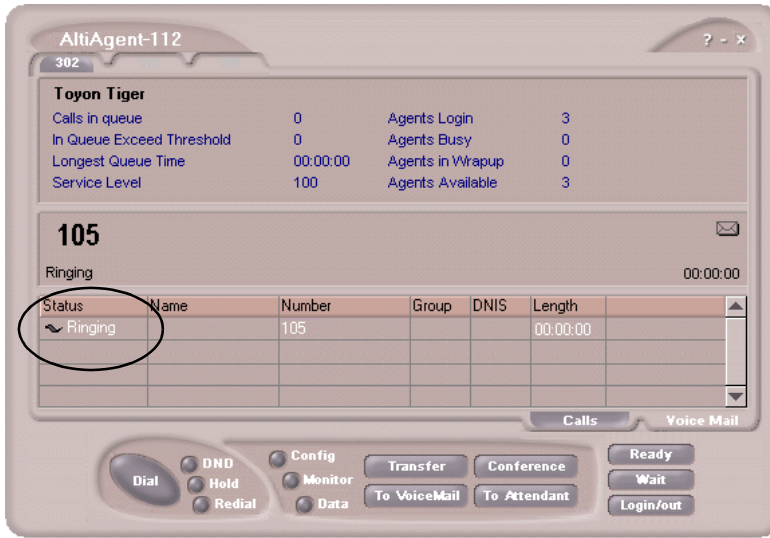 AltiAgent-112 ? - x
302
Toyon Tiger
Calls in queue 0 Agents Login 3
In Queue Exceed Threshold 0 Agents Busy 0
Longest Queue Time 00:00:00 Agents in Wrapup 0
Service Level 100 Agents Available 3
105
Ringing 00:00:00
Status Name Number Group DNIS Length
Ringing 105 00:00:00
Calls Voice Mail
Dial DND Hold Redial
Config Monitor Data
Transfer Conference
To VoiceMail To Attendant
Ready
Wait
Login/out